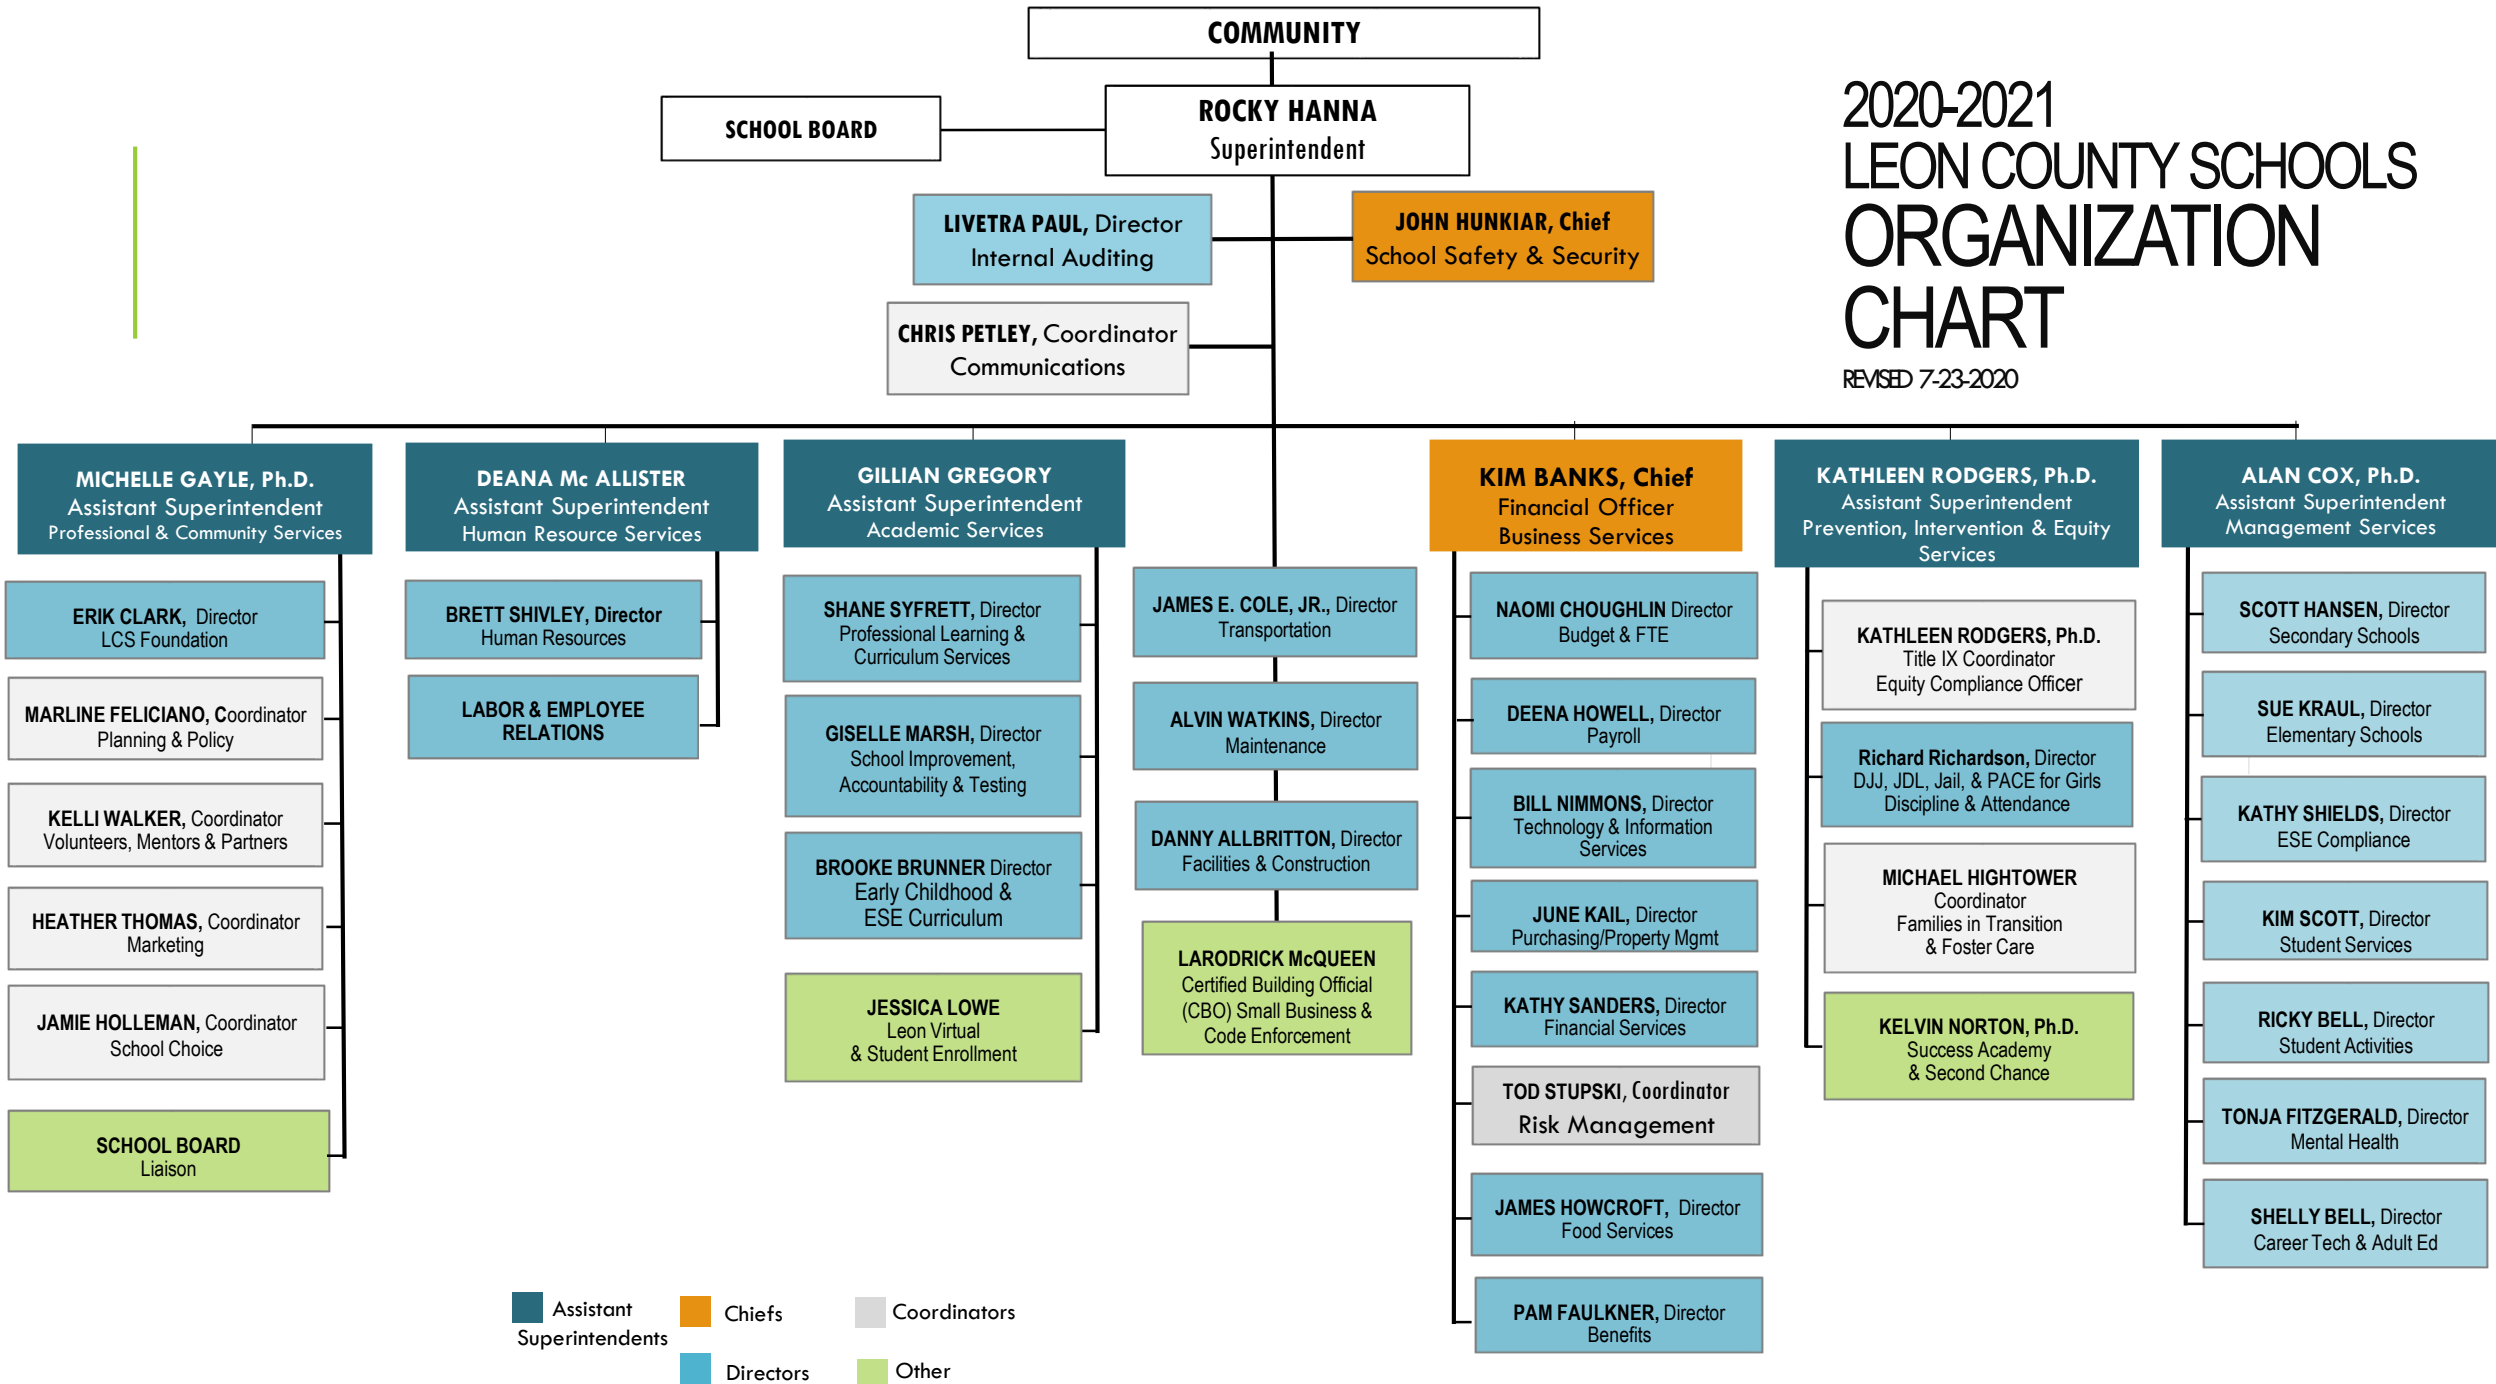 COMMUNITY
ROCKY HANNA
Superintendent
SCHOOL BOARD
2020-2021
LEON COUNTY SCHOOLS
ORGANIZATION
CHART
REVISED 7-23-2020
LIVETRA PAUL, Director
Internal Auditing
JOHN HUNKIAR, Chief
School Safety & Security
CHRIS PETLEY, Coordinator
Communications
MICHELLE GAYLE, Ph.D.
Assistant Superintendent
Professional & Community Services
ERIK CLARK, Director
LCS Foundation
MARLINE FELICIANO, Coordinator
Planning & Policy
KELLI WALKER, Coordinator
Volunteers, Mentors & Partners
HEATHER THOMAS, Coordinator
Marketing
JAMIE HOLLEMAN, Coordinator
School Choice
SCHOOL BOARD
Liaison
DEANA Mc ALLISTER
Assistant Superintendent
Human Resource Services
BRETT SHIVLEY, Director
Human Resources
LABOR & EMPLOYEE
RELATIONS
GILLIAN GREGORY
Assistant Superintendent
Academic Services
SHANE SYFRETT, Director
Professional Learning &
Curriculum Services
GISELLE MARSH, Director
School Improvement,
Accountability & Testing
BROOKE BRUNNER Director
Early Childhood &
ESE Curriculum
JESSICA LOWE
Leon Virtual
& Student Enrollment
JAMES E. COLE, JR., Director
Transportation
ALVIN WATKINS, Director
Maintenance
DANNY ALLBRITTON, Director
Facilities & Construction
LARODRICK McQUEEN
Certified Building Official
(CBO) Small Business &
Code Enforcement
KIM BANKS, Chief
Financial Officer
Business Services
NAOMI CHOUGHLIN Director
Budget & FTE
DEENA HOWELL, Director
Payroll
BILL NIMMONS, Director
Technology & Information
Services
JUNE KAIL, Director
Purchasing/Property Mgmt
KATHY SANDERS, Director
Financial Services
TOD STUPSKI, Coordinator
Risk Management
JAMES HOWCROFT, Director
Food Services
PAM FAULKNER, Director
Benefits
KATHLEEN RODGERS, Ph.D.
Assistant Superintendent
Prevention, Intervention & Equity
Services
KATHLEEN RODGERS, Ph.D.
Title IX Coordinator
Equity Compliance Officer
Richard Richardson, Director
DJJ, JDL, Jail, & PACE for Girls
Discipline & Attendance
MICHAEL HIGHTOWER
Coordinator
Families in Transition
& Foster Care
KELVIN NORTON, Ph.D.
Success Academy
& Second Chance
ALAN COX, Ph.D.
Assistant Superintendent
Management Services
SCOTT HANSEN, Director
Secondary Schools
SUE KRAUL, Director
Elementary Schools
KATHY SHIELDS, Director
ESE Compliance
KIM SCOTT, Director
Student Services
RICKY BELL, Director
Student Activities
TONJA FITZGERALD, Director
Mental Health
SHELLY BELL, Director
Career Tech & Adult Ed
Assistant
Superintendents
Chiefs
Coordinators
Directors
Other